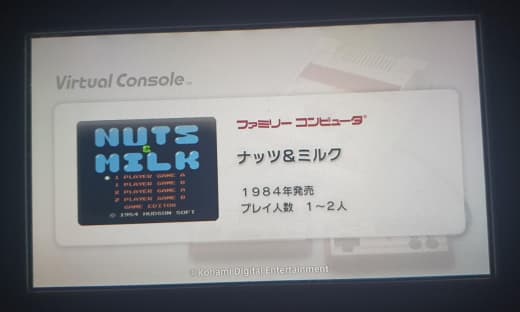 Virtual Console™
ファミリー コンピュータ®
NUTS
&
MILK
1 PLAYER GAME A
1 PLAYER GAME B
2 PLAYER GAME A
2 PLAYER GAME B
GAME EDITOR
© 1984 HUDSON SOFT
ナッツ&ミルク
1984年発売
プレイ人数 1~2人
©Konami Digital Entertainment